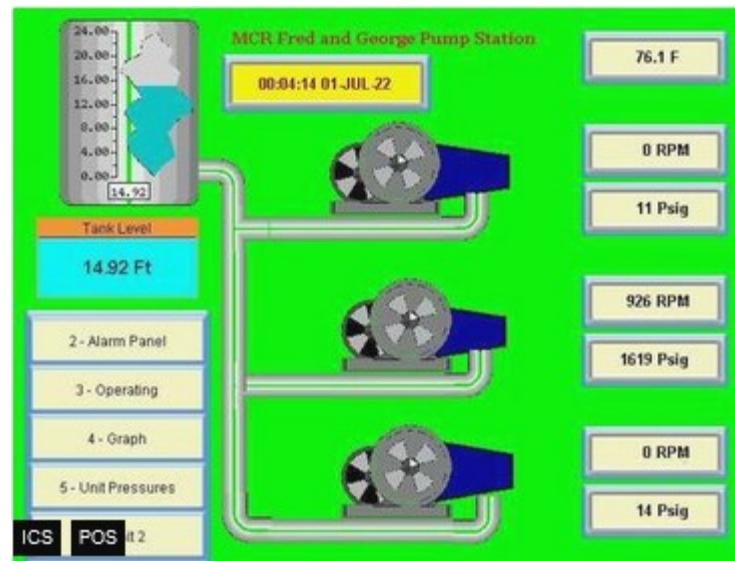 24.00
20.00
16.00
12.00
8.00
4.00
0.00
14.92
MCR Fred and George Pump Station
00:04:14 01-JUL-22
76.1 F
0 RPM
11 Psig
Tank Level
14.92 Ft
926 RPM
1619 Psig
2 - Alarm Panel
3 - Operating
4 - Graph
5 - Unit Pressures
0 RPM
14 Psig
ICS POS it 2